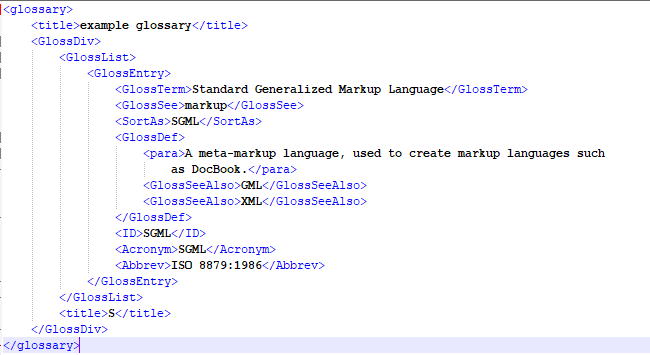 <glossary>
    <title>example glossary</title>
    <GlossDiv>
        <GlossList>
            <GlossEntry>
                <GlossTerm>Standard Generalized Markup Language</GlossTerm>
                <GlossSee>markup</GlossSee>
                <SortAs>SGML</SortAs>
                <GlossDef>
                    <para>A meta-markup language, used to create markup languages such
                        as DocBook.</para>
                    <GlossSeeAlso>GML</GlossSeeAlso>
                    <GlossSeeAlso>XML</GlossSeeAlso>
                </GlossDef>
                <ID>SGML</ID>
                <Acronym>SGML</Acronym>
                <Abbrev>ISO 8879:1986</Abbrev>
            </GlossEntry>
        </GlossList>
        <title>S</title>
    </GlossDiv>
</glossary>